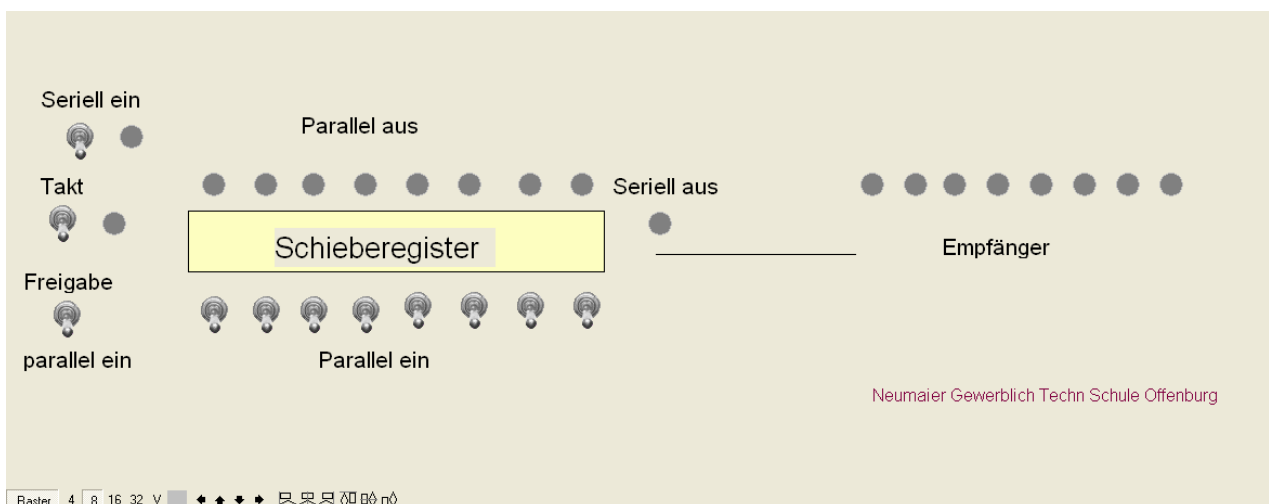 Seriell ein
Parallel aus
Takt
Seriell aus
Schieberegister
Empfänger
Freigabe
parallel ein
Parallel ein
Neumaier Gewerblich Techn Schule Offenburg
Raster 4 8 16 32 V